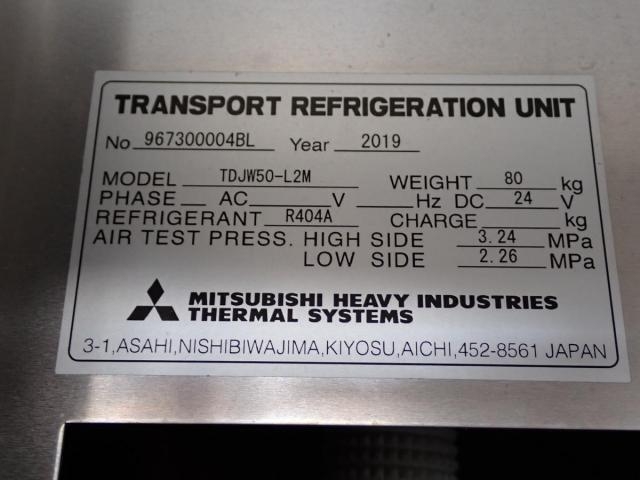 TRANSPORT REFRIGERATION UNIT
No 967300004BL Year 2019
MODEL TDJW50-L2M WEIGHT 80 kg
PHASE AC V Hz DC 24 V
REFRIGERANT R404A CHARGE kg
AIR TEST PRESS. HIGH SIDE 3.24 MPa
LOW SIDE 2.26 MPa
MITSUBISHI HEAVY INDUSTRIES
THERMAL SYSTEMS
3-1,ASAHI,NISHIBIWAJIMA,KIYOSU,AICHI,452-8561 JAPAN